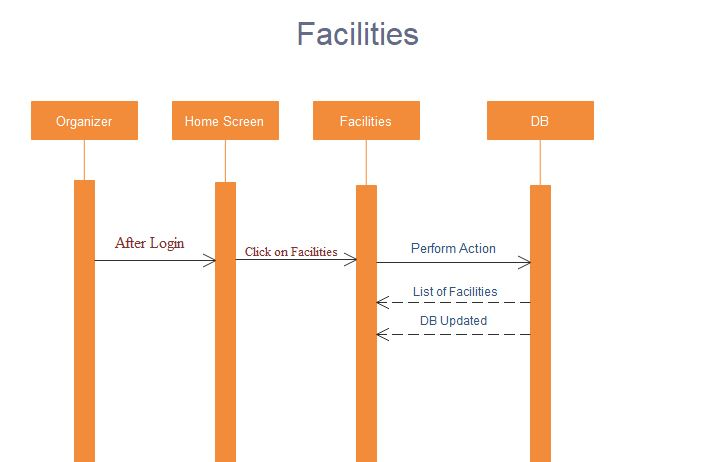 Facilities
Organizer
Home Screen
Facilities
DB
After Login
Click on Facilities
Perform Action
List of Facilities
DB Updated